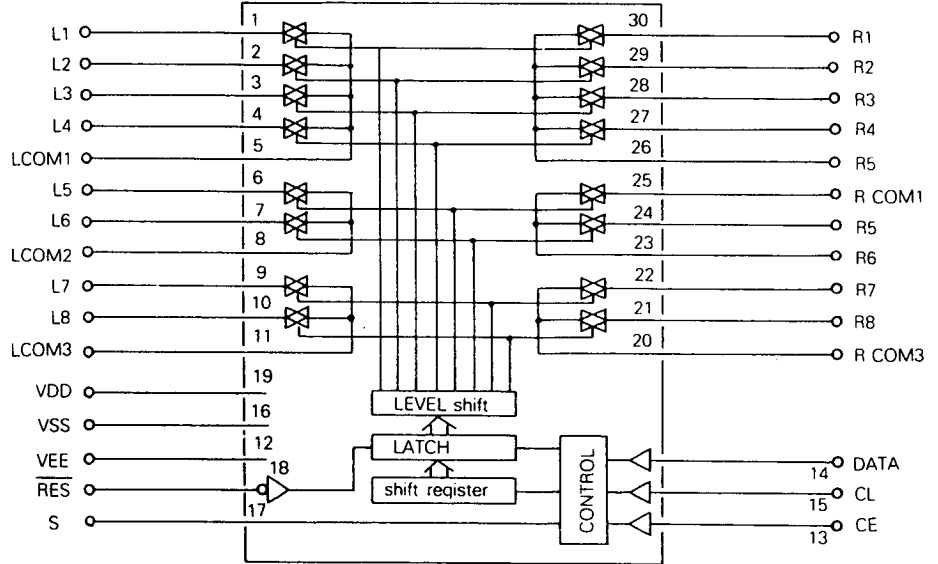 L1 1 30 R1
L2 2 29 R2
L3 3 28 R3
L4 4 27 R4
LCOM1 5 26 R5
L5 6 25 R COM1
L6 7 24 R5
LCOM2 8 23 R6
L7 9 22 R7
L8 10 21 R8
LCOM3 11 20 R COM3
VDD 19
VSS 16
VEE 12
RES 18
S 17
LEVEL shift
LATCH
shift register
CONTROL
14 DATA
15 CL
13 CE